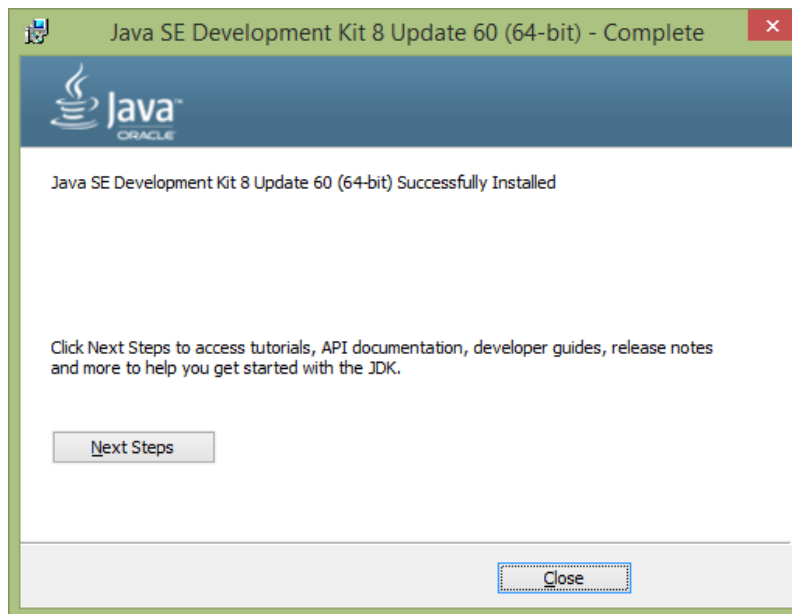 Java SE Development Kit 8 Update 60 (64-bit) - Complete
Java™
ORACLE
Java SE Development Kit 8 Update 60 (64-bit) Successfully Installed
Click Next Steps to access tutorials, API documentation, developer guides, release notes
and more to help you get started with the JDK.
Next Steps
Close